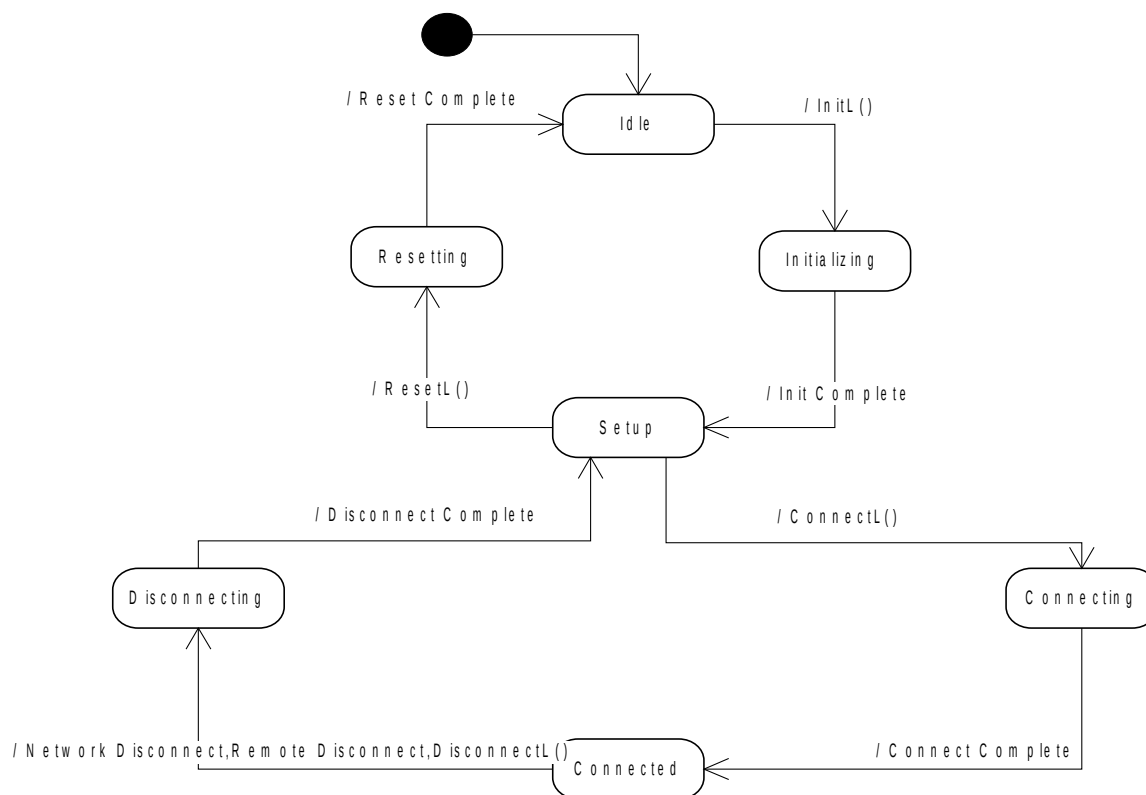 / Reset Complete
Idle
/ InitL()
Resetting
Initializing
/ ResetL()
/ Init Complete
Setup
/ Disconnect Complete
/ ConnectL()
Disconnecting
Connecting
/ Network Disconnect,Remote Disconnect,DisconnectL()
/ Connect Complete
Connected